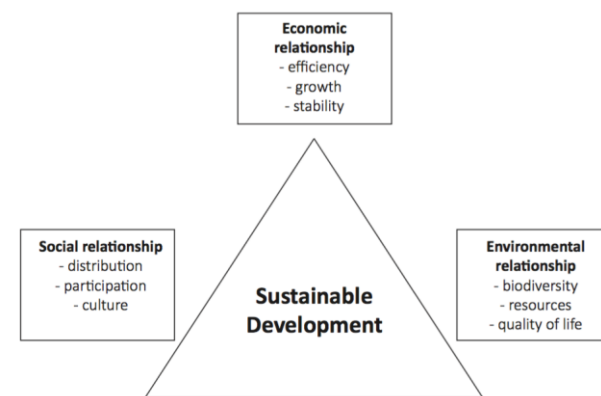 Economic
relationship
- efficiency
- growth
- stability
Social relationship
- distribution
- participation
- culture
Environmental
relationship
- biodiversity
- resources
- quality of life
Sustainable
Development